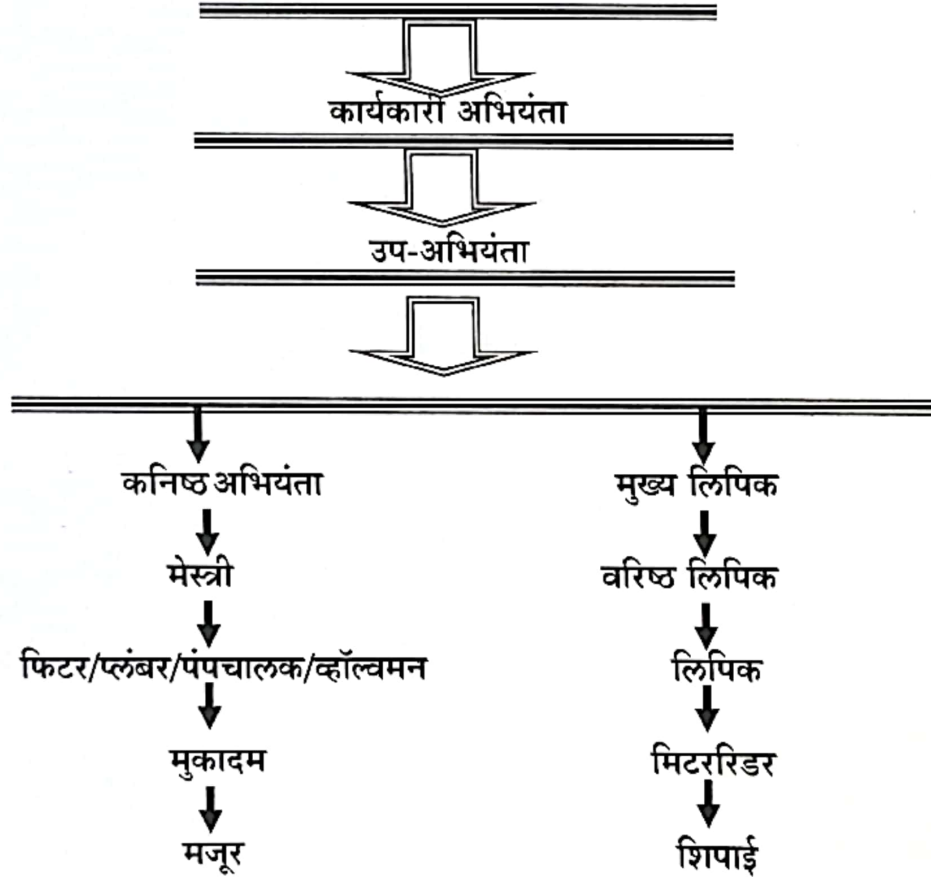 कार्यकारी अभियंता
उप-अभियंता
कनिष्ठ अभियंता
मुख्य लिपिक
मेस्त्री
वरिष्ठ लिपिक
फिटर/प्लंबर/पंपचालक/व्हॉल्वमन
लिपिक
मुकादम
मिटररिडर
मजूर
शिपाई